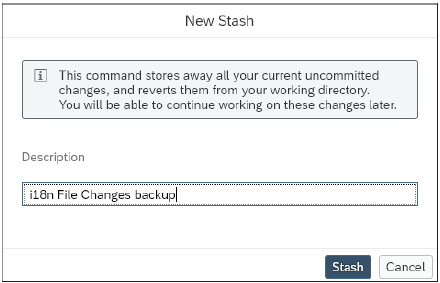 New Stash
i This command stores away all your current uncommitted
changes, and reverts them from your working directory.
You will be able to continue working on these changes later.
Description
i18n File Changes backup
Stash Cancel